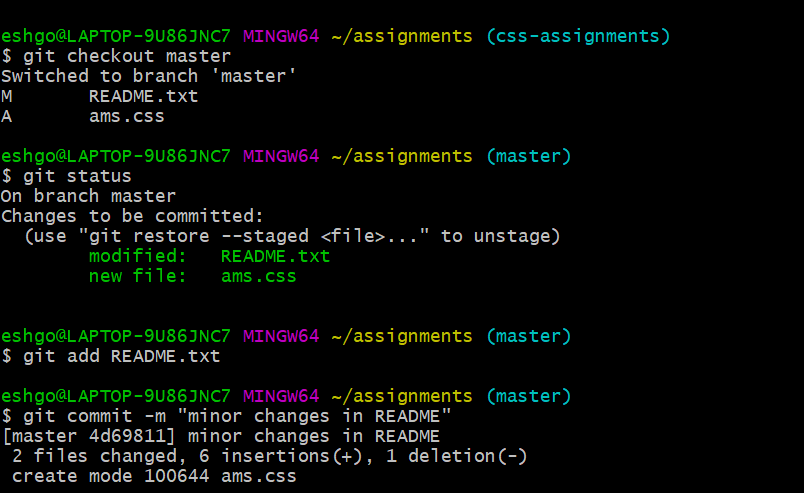 eshgo@LAPTOP-9U86JNC7 MINGW64 ~/assignments (css-assignments)
$ git checkout master
Switched to branch 'master'
M       README.txt
A       ams.css
eshgo@LAPTOP-9U86JNC7 MINGW64 ~/assignments (master)
$ git status
On branch master
Changes to be committed:
  (use "git restore --staged <file>..." to unstage)
        modified:   README.txt
        new file:   ams.css
eshgo@LAPTOP-9U86JNC7 MINGW64 ~/assignments (master)
$ git add README.txt
eshgo@LAPTOP-9U86JNC7 MINGW64 ~/assignments (master)
$ git commit -m "minor changes in README"
[master 4d69811] minor changes in README
 2 files changed, 6 insertions(+), 1 deletion(-)
 create mode 100644 ams.css